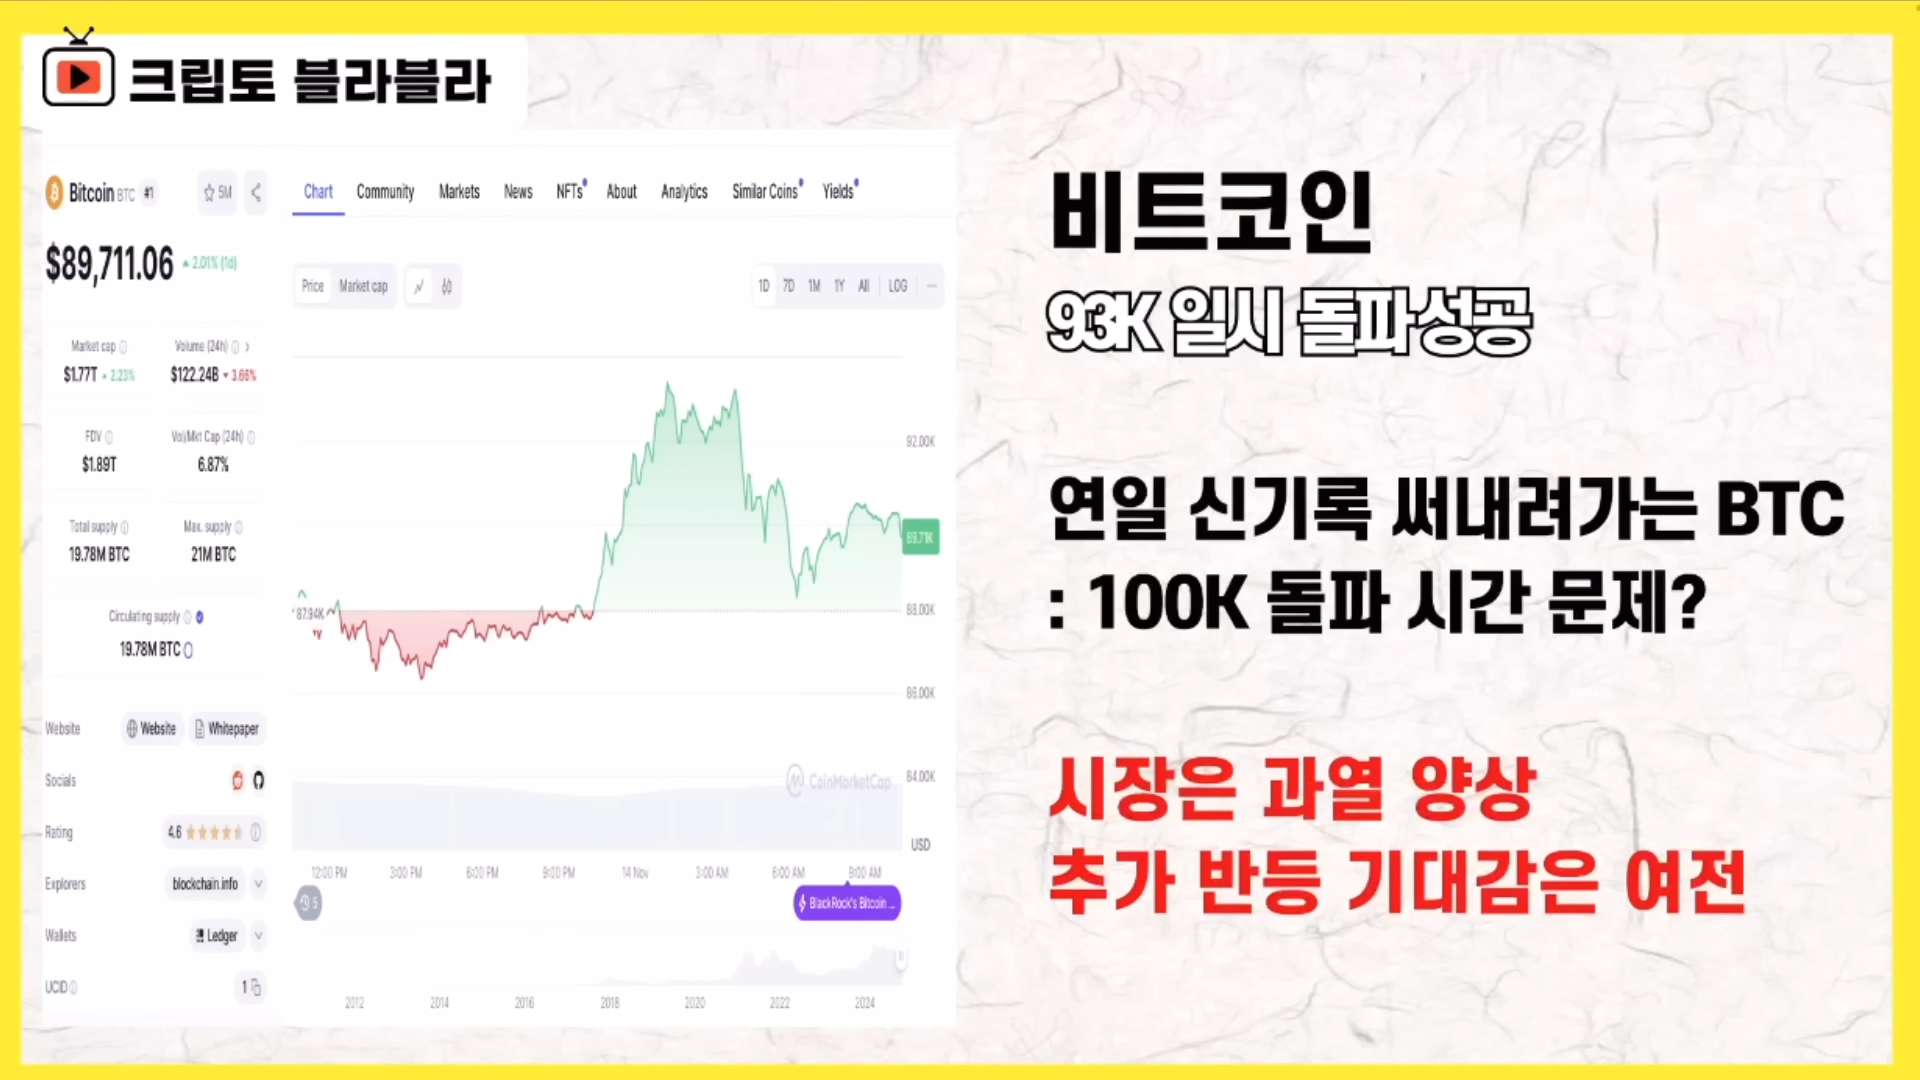 크립토 블라블라
Bitcoin BTC #1
5M
$89,711.06 2.01% (1d)
Market cap
$1.77T 2.23%
Volume (24h)
$122.24B 3.66%
FDV
$1.89T
Vol/Mkt Cap (24h)
6.87%
Total supply
19.78M BTC
Max. supply
21M BTC
Circulating supply
19.78M BTC
Website Website Whitepaper
Socials
Rating 4.6
Explorers blockchain.info
Wallets Ledger
UCID 1
Chart Community Markets News NFTs About Analytics Similar Coins Yields
Price Market cap
1D 7D 1M 1Y All LOG ...
92.00K
89.71K
87.94K
88.00K
86.00K
CoinMarketCap
84.00K
USD
12:00 PM 3:00 PM 6:00 PM 9:00 PM 14 Nov 3:00 AM 6:00 AM 9:00 AM
5
BlackRock's Bitcoin ...
2012 2014 2016 2018 2020 2022 2024
비트코인
93K 일시 돌파성공
연일 신기록 써내려가는 BTC
: 100K 돌파 시간 문제?
시장은 과열 양상
추가 반등 기대감은 여전